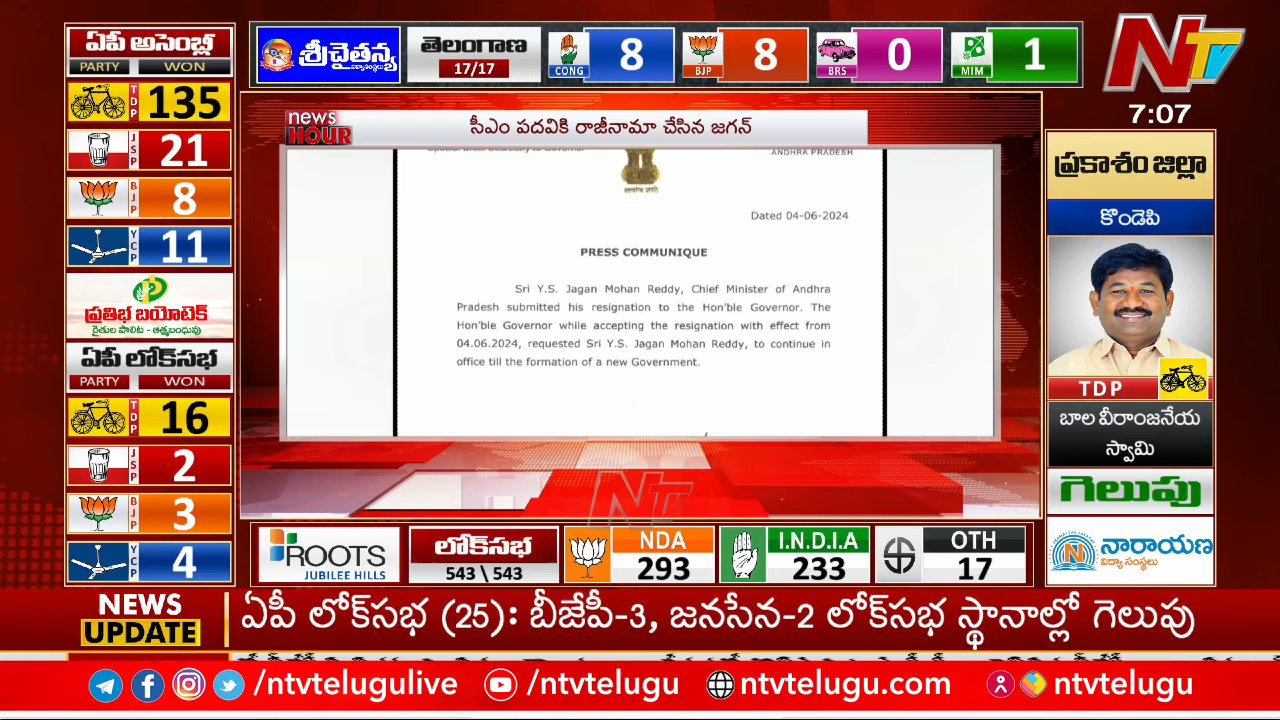 ఏపీ అసెంబ్లీ
PARTY WON
TDP 135
JSP 21
BJP 8
YCP 11
ప్రతిభ బయోటెక్
రైతుల పాలిట - ఆత్మబంధువు
ఏపీ లోక్‌సభ
PARTY WON
TDP 16
JSP 2
BJP 3
YCP 4
శ్రీచైతన్య
తెలంగాణ
17/17
CONG 8
BJP 8
BRS 0
MIM 1
NTV
7:07
news
HOUR
సీఎం పదవికి రాజీనామా చేసిన జగన్
ANDHRA PRADESH
Dated 04-06-2024
PRESS COMMUNIQUE
Sri Y.S. Jagan Mohan Reddy, Chief Minister of Andhra
Pradesh submitted his resignation to the Hon'ble Governor. The
Hon'ble Governor while accepting the resignation with effect from
04.06.2024, requested Sri Y.S. Jagan Mohan Reddy, to continue in
office till the formation of a new Government.
NTV
ప్రకాశం జిల్లా
కొండెపి
TDP
బాల వీరాంజనేయ
స్వామి
గెలుపు
నారాయణ
విద్యా సంస్థలు
ROOTS
JUBILEE HILLS
లోక్‌సభ
543 \ 543
NDA
293
I.N.D.I.A
233
OTH
17
NEWS
UPDATE
ఏపీ లోక్‌సభ (25): బీజేపీ-3, జనసేన-2 లోక్‌సభ స్థానాల్లో గెలుపు
/ntvtelugulive /ntvtelugu ntvtelugu.com ntvtelugu